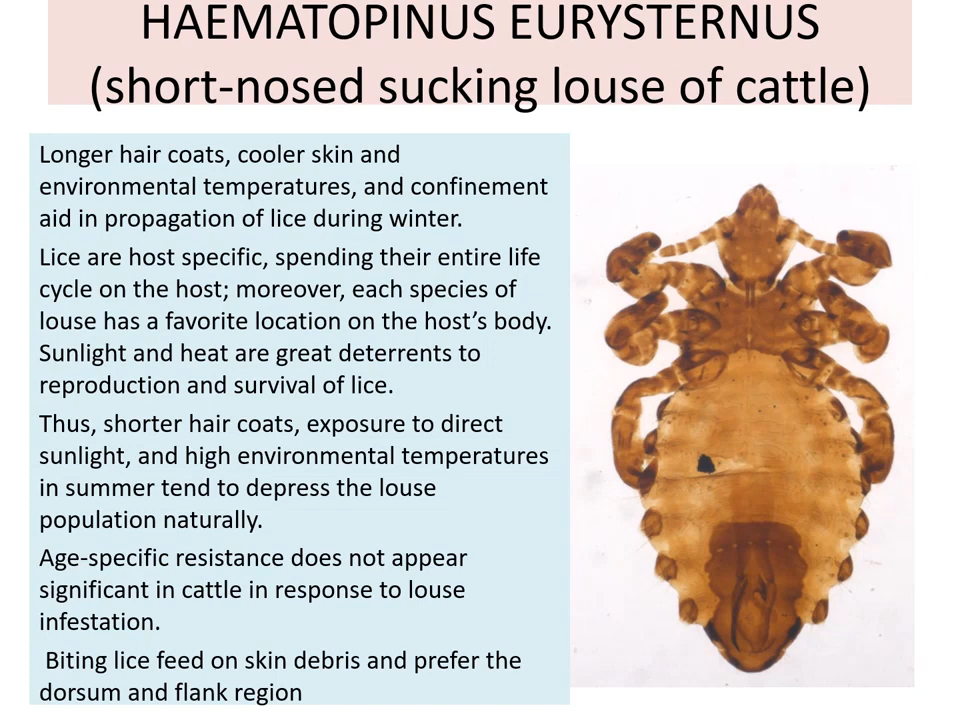 HAEMATOPINUS EURYSTERNUS
(short-nosed sucking louse of cattle)
Longer hair coats, cooler skin and
environmental temperatures, and confinement
aid in propagation of lice during winter.
Lice are host specific, spending their entire life
cycle on the host; moreover, each species of
louse has a favorite location on the host’s body.
Sunlight and heat are great deterrents to
reproduction and survival of lice.
Thus, shorter hair coats, exposure to direct
sunlight, and high environmental temperatures
in summer tend to depress the louse
population naturally.
Age-specific resistance does not appear
significant in cattle in response to louse
infestation.
Biting lice feed on skin debris and prefer the
dorsum and flank region